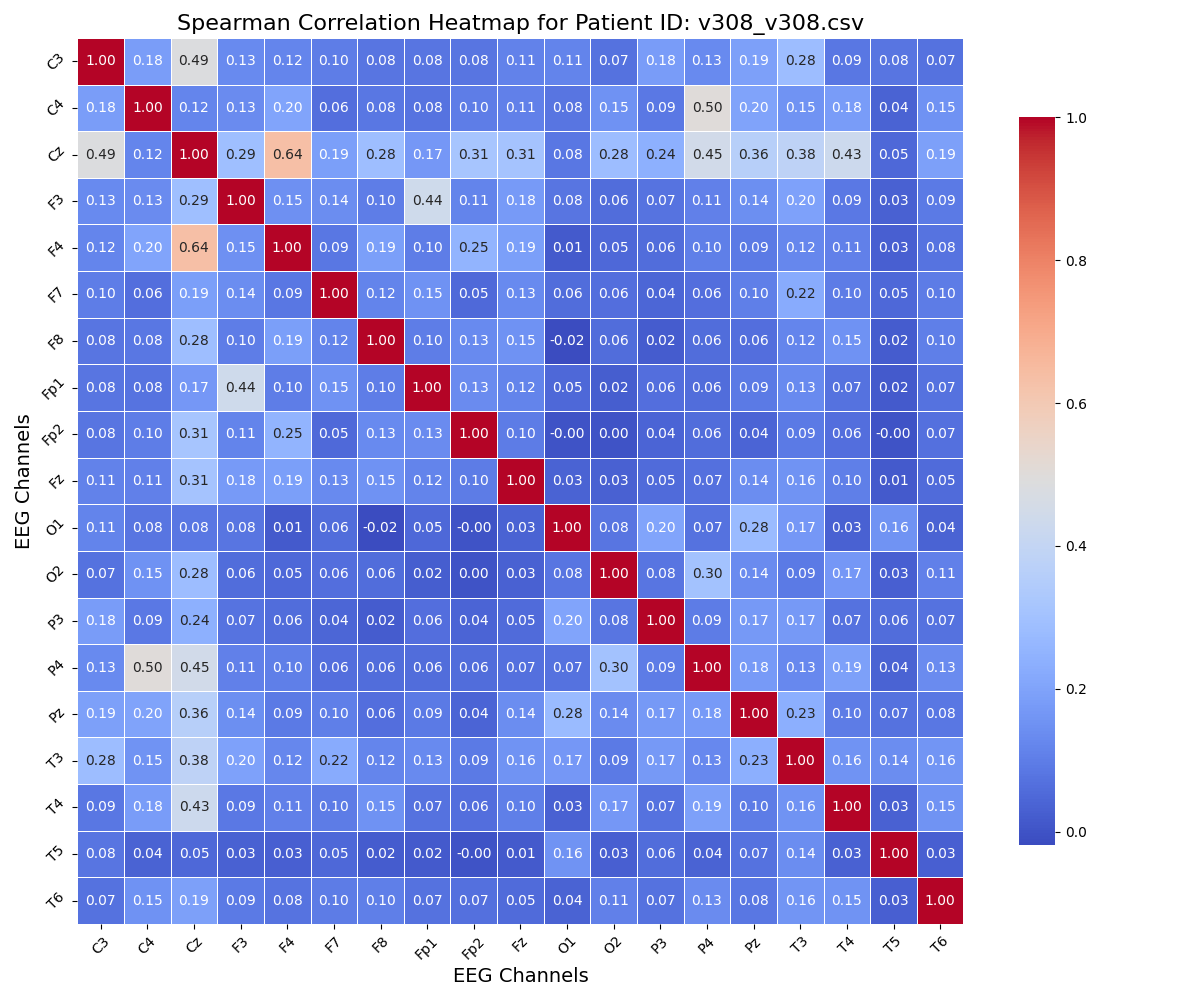 Spearman Correlation Heatmap for Patient ID: v308_v308.csv
C3 1.00 0.18 0.49 0.13 0.12 0.10 0.08 0.08 0.08 0.11 0.11 0.07 0.18 0.13 0.19 0.28 0.09 0.08 0.07
C4 0.18 1.00 0.12 0.13 0.20 0.06 0.08 0.08 0.10 0.11 0.08 0.15 0.09 0.50 0.20 0.15 0.18 0.04 0.15
Cz 0.49 0.12 1.00 0.29 0.64 0.19 0.28 0.17 0.31 0.31 0.08 0.28 0.24 0.45 0.36 0.38 0.43 0.05 0.19
F3 0.13 0.13 0.29 1.00 0.15 0.14 0.10 0.44 0.11 0.18 0.08 0.06 0.07 0.11 0.14 0.20 0.09 0.03 0.09
F4 0.12 0.20 0.64 0.15 1.00 0.09 0.19 0.10 0.25 0.19 0.01 0.05 0.06 0.10 0.09 0.12 0.11 0.03 0.08
F7 0.10 0.06 0.19 0.14 0.09 1.00 0.12 0.15 0.05 0.13 0.06 0.06 0.04 0.06 0.10 0.22 0.10 0.05 0.10
F8 0.08 0.08 0.28 0.10 0.19 0.12 1.00 0.10 0.13 0.15 -0.02 0.06 0.02 0.06 0.06 0.12 0.15 0.02 0.10
Fp1 0.08 0.08 0.17 0.44 0.10 0.15 0.10 1.00 0.13 0.12 0.05 0.02 0.06 0.06 0.09 0.13 0.07 0.02 0.07
Fp2 0.08 0.10 0.31 0.11 0.25 0.05 0.13 0.13 1.00 0.10 -0.00 0.00 0.04 0.06 0.04 0.09 0.06 -0.00 0.07
Fz 0.11 0.11 0.31 0.18 0.19 0.13 0.15 0.12 0.10 1.00 0.03 0.03 0.05 0.07 0.14 0.16 0.10 0.01 0.05
O1 0.11 0.08 0.08 0.08 0.01 0.06 -0.02 0.05 -0.00 0.03 1.00 0.08 0.20 0.07 0.28 0.17 0.03 0.16 0.04
O2 0.07 0.15 0.28 0.06 0.05 0.06 0.06 0.02 0.00 0.03 0.08 1.00 0.08 0.30 0.14 0.09 0.17 0.03 0.11
P3 0.18 0.09 0.24 0.07 0.06 0.04 0.02 0.06 0.04 0.05 0.20 0.08 1.00 0.09 0.17 0.17 0.07 0.06 0.07
P4 0.13 0.50 0.45 0.11 0.10 0.06 0.06 0.06 0.06 0.07 0.07 0.30 0.09 1.00 0.18 0.13 0.19 0.04 0.13
Pz 0.19 0.20 0.36 0.14 0.09 0.10 0.06 0.09 0.04 0.14 0.28 0.14 0.17 0.18 1.00 0.23 0.10 0.07 0.08
T3 0.28 0.15 0.38 0.20 0.12 0.22 0.12 0.13 0.09 0.16 0.17 0.09 0.17 0.13 0.23 1.00 0.16 0.14 0.16
T4 0.09 0.18 0.43 0.09 0.11 0.10 0.15 0.07 0.06 0.10 0.03 0.17 0.07 0.19 0.10 0.16 1.00 0.03 0.15
T5 0.08 0.04 0.05 0.03 0.03 0.05 0.02 0.02 -0.00 0.01 0.16 0.03 0.06 0.04 0.07 0.14 0.03 1.00 0.03
T6 0.07 0.15 0.19 0.09 0.08 0.10 0.10 0.07 0.07 0.05 0.04 0.11 0.07 0.13 0.08 0.16 0.15 0.03 1.00
C3 C4 Cz F3 F4 F7 F8 Fp1 Fp2 Fz O1 O2 P3 P4 Pz T3 T4 T5 T6
EEG Channels
EEG Channels
1.0
0.8
0.6
0.4
0.2
0.0